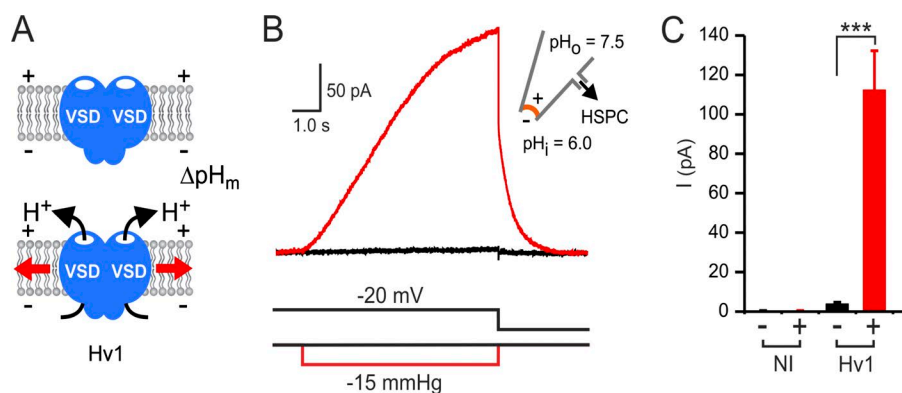 A
+
+
VSD VSD
-
-
ΔpHm
H+
H+
+
+
VSD VSD
-
-
Hv1
B
50 pA
1.0 s
pHo = 7.5
+
-
HSPC
pHi = 6.0
-20 mV
-15 mmHg
C
***
140
120
100
80
60
40
20
0
I (pA)
- + - +
NI Hv1